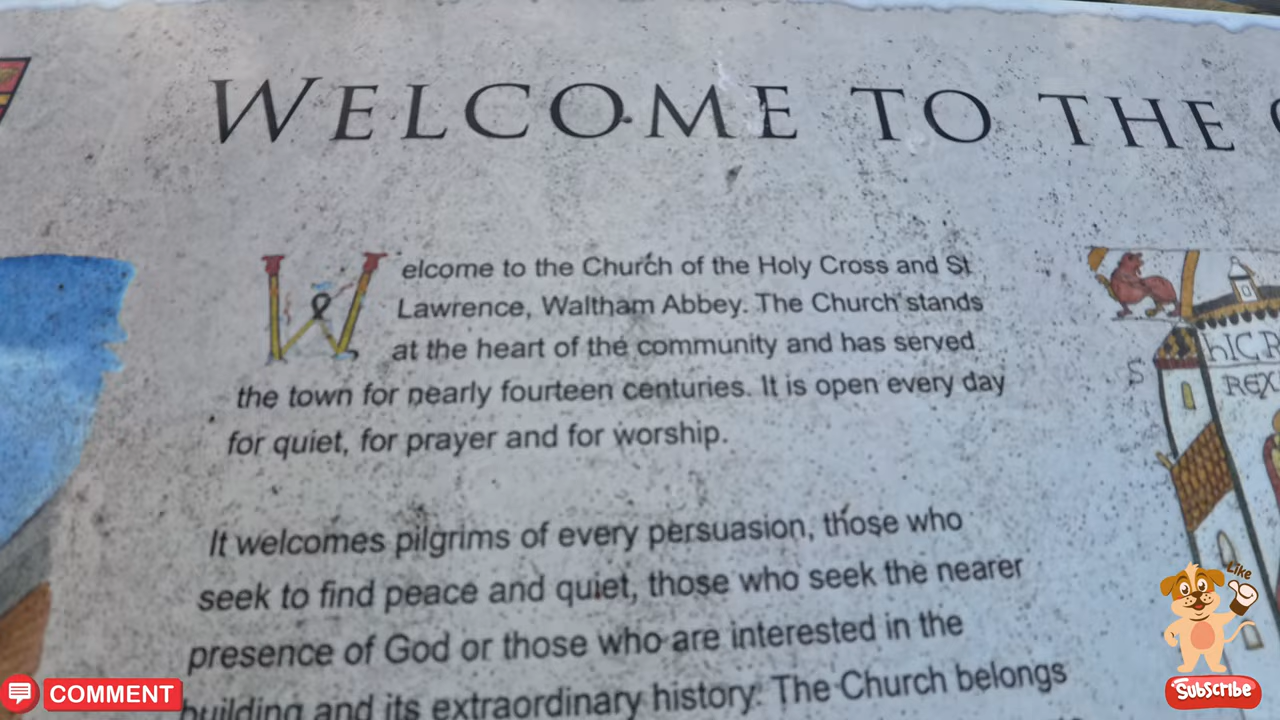 WELCOME TO THE
Welcome to the Church of the Holy Cross and St
Lawrence, Waltham Abbey. The Church stands
at the heart of the community and has served
the town for nearly fourteen centuries. It is open every day
for quiet, for prayer and for worship.
It welcomes pilgrims of every persuasion, those who
seek to find peace and quiet, those who seek the nearer
presence of God or those who are interested in the
building and its extraordinary history. The Church belongs
S
hIC R
REX
Like
Subscribe
COMMENT